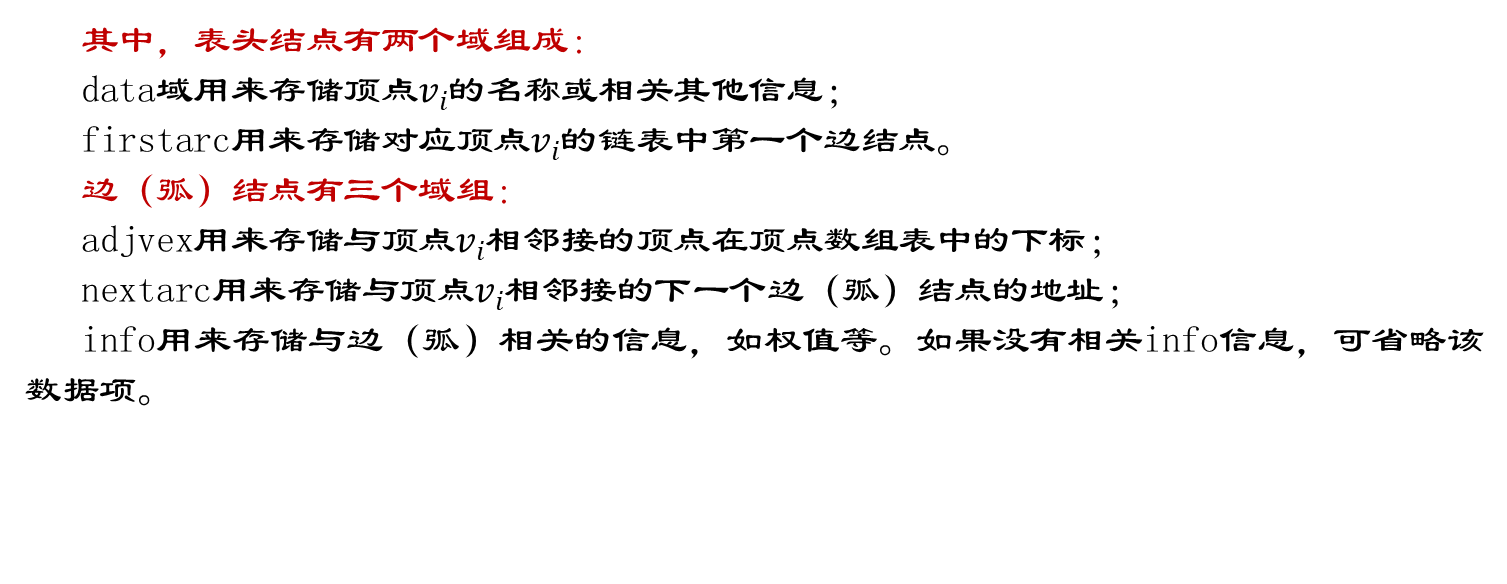 其中，表头结点有两个域组成：
data域用来存储顶点vᵢ的名称或相关其他信息；
firstarc用来存储对应顶点vᵢ的链表中第一个边结点。
边（弧）结点有三个域组：
adjvex用来存储与顶点vᵢ相邻接的顶点在顶点数组表中的下标；
nextarc用来存储与顶点vᵢ相邻接的下一个边（弧）结点的地址；
info用来存储与边（弧）相关的信息，如权值等。如果没有相关info信息，可省略该
数据项。